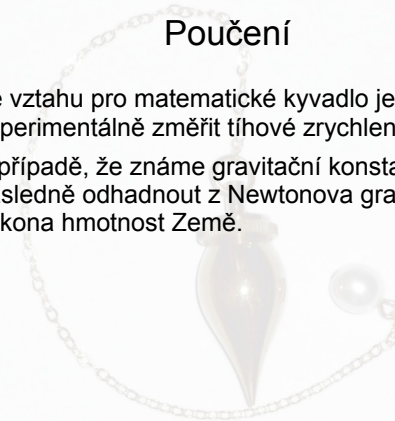 Poučení
vztahu pro matematické kyvadlo je
experimentálně změřit tíhové zrychlen
případě, že známe gravitační konsta
sledně odhadnout z Newtonova gra
kona hmotnost Země.